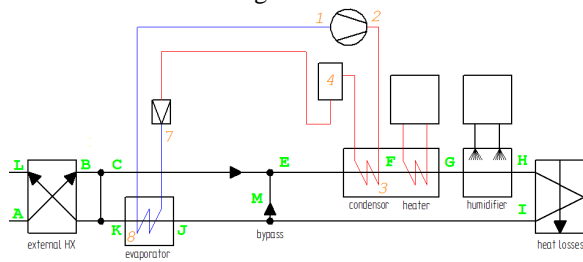 1 2
4
7
L B C E F G H
3
A K J M I
8
condensor heater humidifier
external HX evaporator bypass heat losses